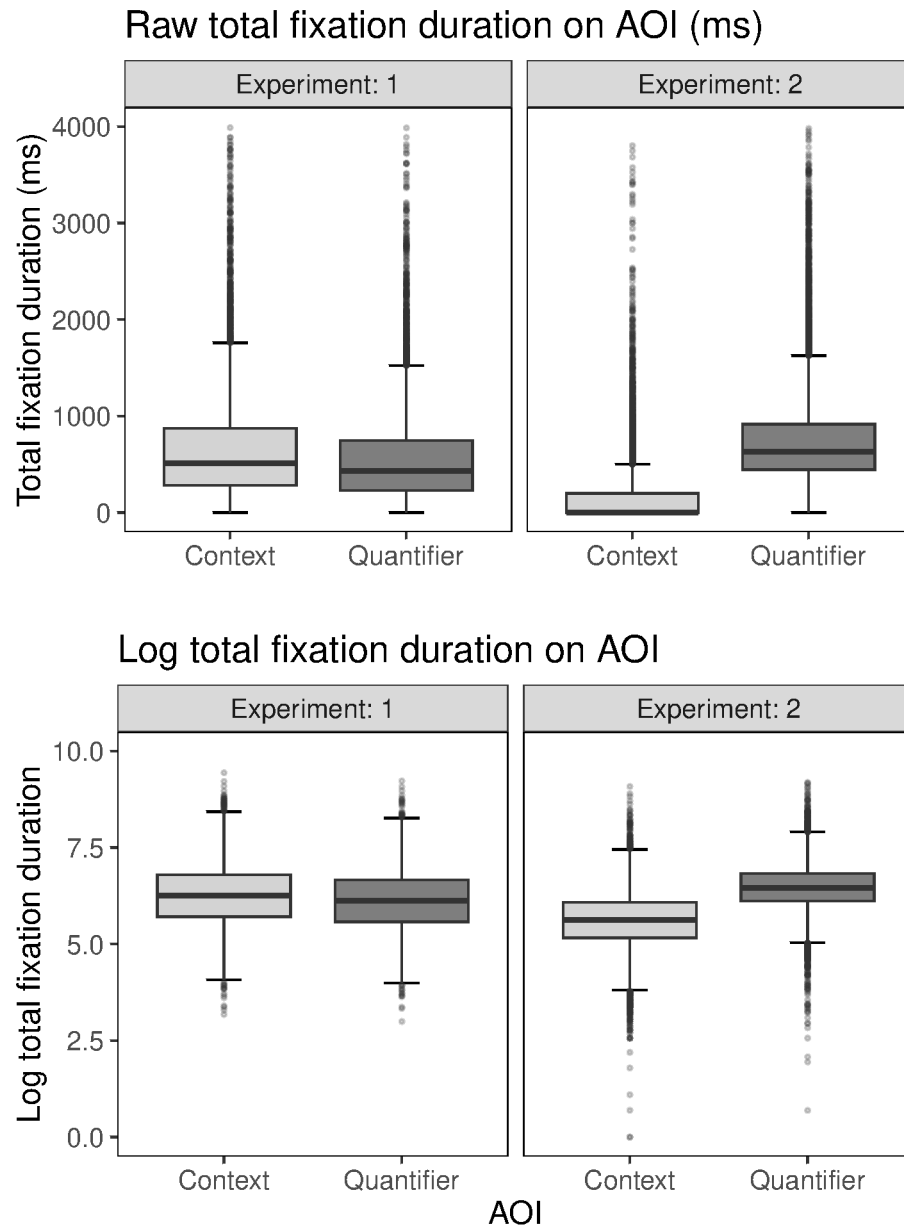 Raw total fixation duration on AOI (ms)
Experiment: 1
Experiment: 2
Total fixation duration (ms)
4000
3000
2000
1000
0
Context
Quantifier
Context
Quantifier
Log total fixation duration on AOI
Experiment: 1
Experiment: 2
Log total fixation duration
10.0
7.5
5.0
2.5
0.0
Context
Quantifier
Context
Quantifier
AOI